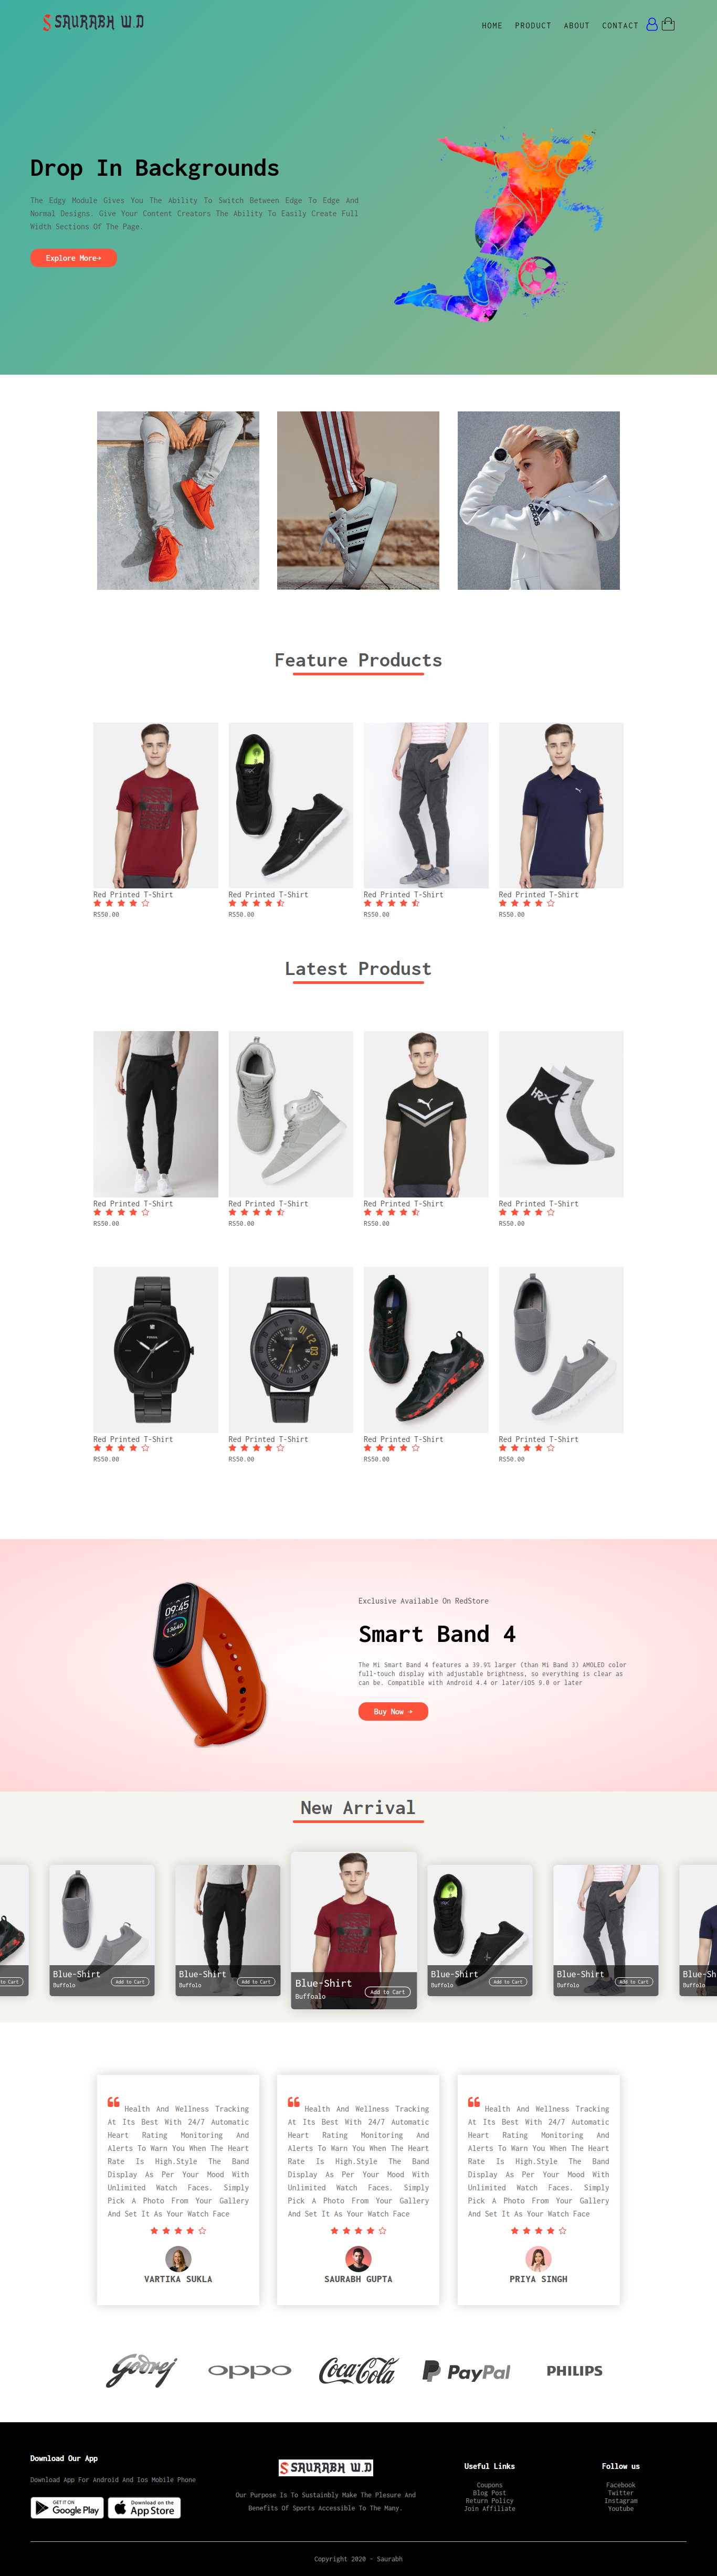 SAURABH W.D
HOME PRODUCT ABOUT CONTACT
Drop In Backgrounds
The Edgy Module Gives You The Ability To Switch Between Edge To Edge And
Normal Designs. Give Your Content Creators The Ability To Easily Create Full
Width Sections Of The Page.
Explore More→
adidas
Feature Products
Red Printed T-Shirt
RS50.00
Red Printed T-Shirt
RS50.00
Red Printed T-Shirt
RS50.00
Red Printed T-Shirt
RS50.00
Latest Produst
HRX
Red Printed T-Shirt
RS50.00
Red Printed T-Shirt
RS50.00
Red Printed T-Shirt
RS50.00
Red Printed T-Shirt
RS50.00
Red Printed T-Shirt
RS50.00
Red Printed T-Shirt
RS50.00
Red Printed T-Shirt
RS50.00
Red Printed T-Shirt
RS50.00
09:45
Exclusive Available On RedStore
Smart Band 4
The Mi Smart Band 4 features a 39.9% larger (than Mi Band 3) AMOLED color
full-touch display with adjustable brightness, so everything is clear as
can be. Compatible with Android 4.4 or later/iOS 9.0 or later
Buy Now →
New Arrival
to Cart
Blue-Shirt
Buffolo
Add to Cart
Blue-Shirt
Buffolo
Add to Cart
Blue-Shirt
Buffoalo
Add to Cart
Blue-Shirt
Buffolo
Add to Cart
Blue-Shirt
Buffolo
Add to Cart
Blue-Sh
Buffolo
Health And Wellness Tracking
At Its Best With 24/7 Automatic
Heart Rating Monitoring And
Alerts To Warn You When The Heart
Rate Is High.Style The Band
Display As Per Your Mood With
Unlimited Watch Faces. Simply
Pick A Photo From Your Gallery
And Set It As Your Watch Face
VARTIKA SUKLA
Health And Wellness Tracking
At Its Best With 24/7 Automatic
Heart Rating Monitoring And
Alerts To Warn You When The Heart
Rate Is High.Style The Band
Display As Per Your Mood With
Unlimited Watch Faces. Simply
Pick A Photo From Your Gallery
And Set It As Your Watch Face
SAURABH GUPTA
Health And Wellness Tracking
At Its Best With 24/7 Automatic
Heart Rating Monitoring And
Alerts To Warn You When The Heart
Rate Is High.Style The Band
Display As Per Your Mood With
Unlimited Watch Faces. Simply
Pick A Photo From Your Gallery
And Set It As Your Watch Face
PRIYA SINGH
Godrej oppo Coca-Cola PayPal PHILIPS
Download Our App
Download App For Android And Ios Mobile Phone
GET IT ON
Google Play
Download on the
App Store
SAURABH W.D
Our Purpose Is To Sustainbly Make The Plesure And
Benefits Of Sports Accessible To The Many.
Useful Links
Coupons
Blog Post
Return Policy
Join Affiliate
Follow us
Facebook
Twitter
Instagram
Youtube
Copyright 2020 - Saurabh